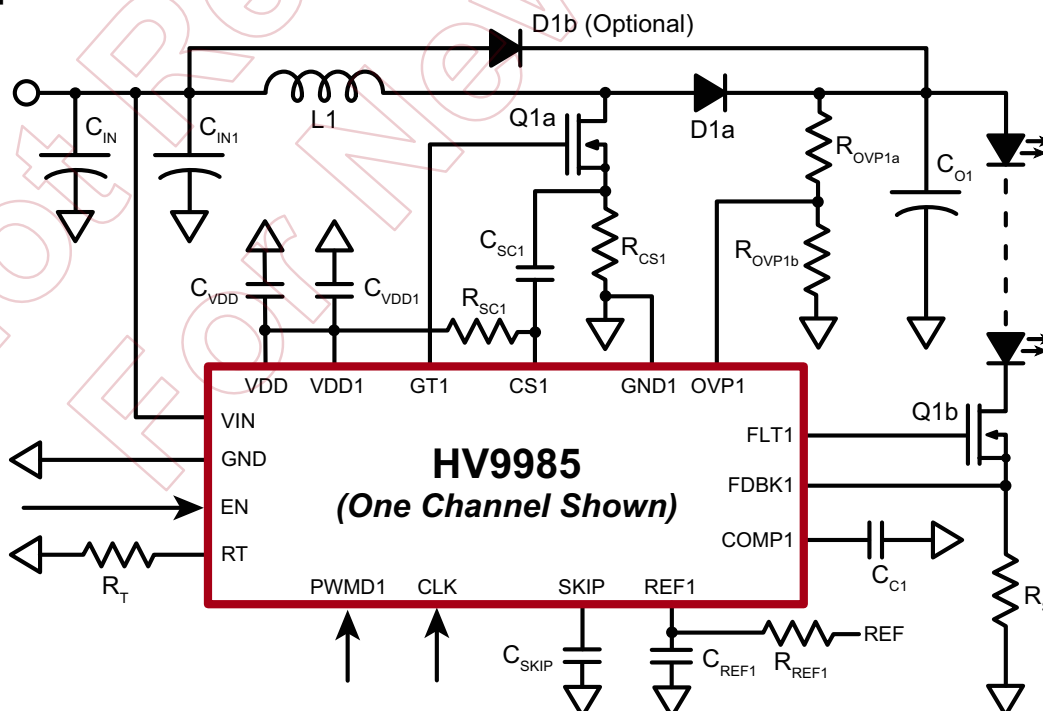 D1b (Optional)
L1
Q1a
D1a
C_IN
C_IN1
R_OVP1a
C_O1
C_SC1
R_CS1
R_OVP1b
C_VDD
C_VDD1
R_SC1
VDD
VDD1
GT1
CS1
GND1
OVP1
Q1b
VIN
FLT1
GND
HV9985
FDBK1
EN
(One Channel Shown)
RT
COMP1
R_T
C_C1
PWMD1
CLK
SKIP
REF1
C_SKIP
C_REF1
R_REF1
REF
For New